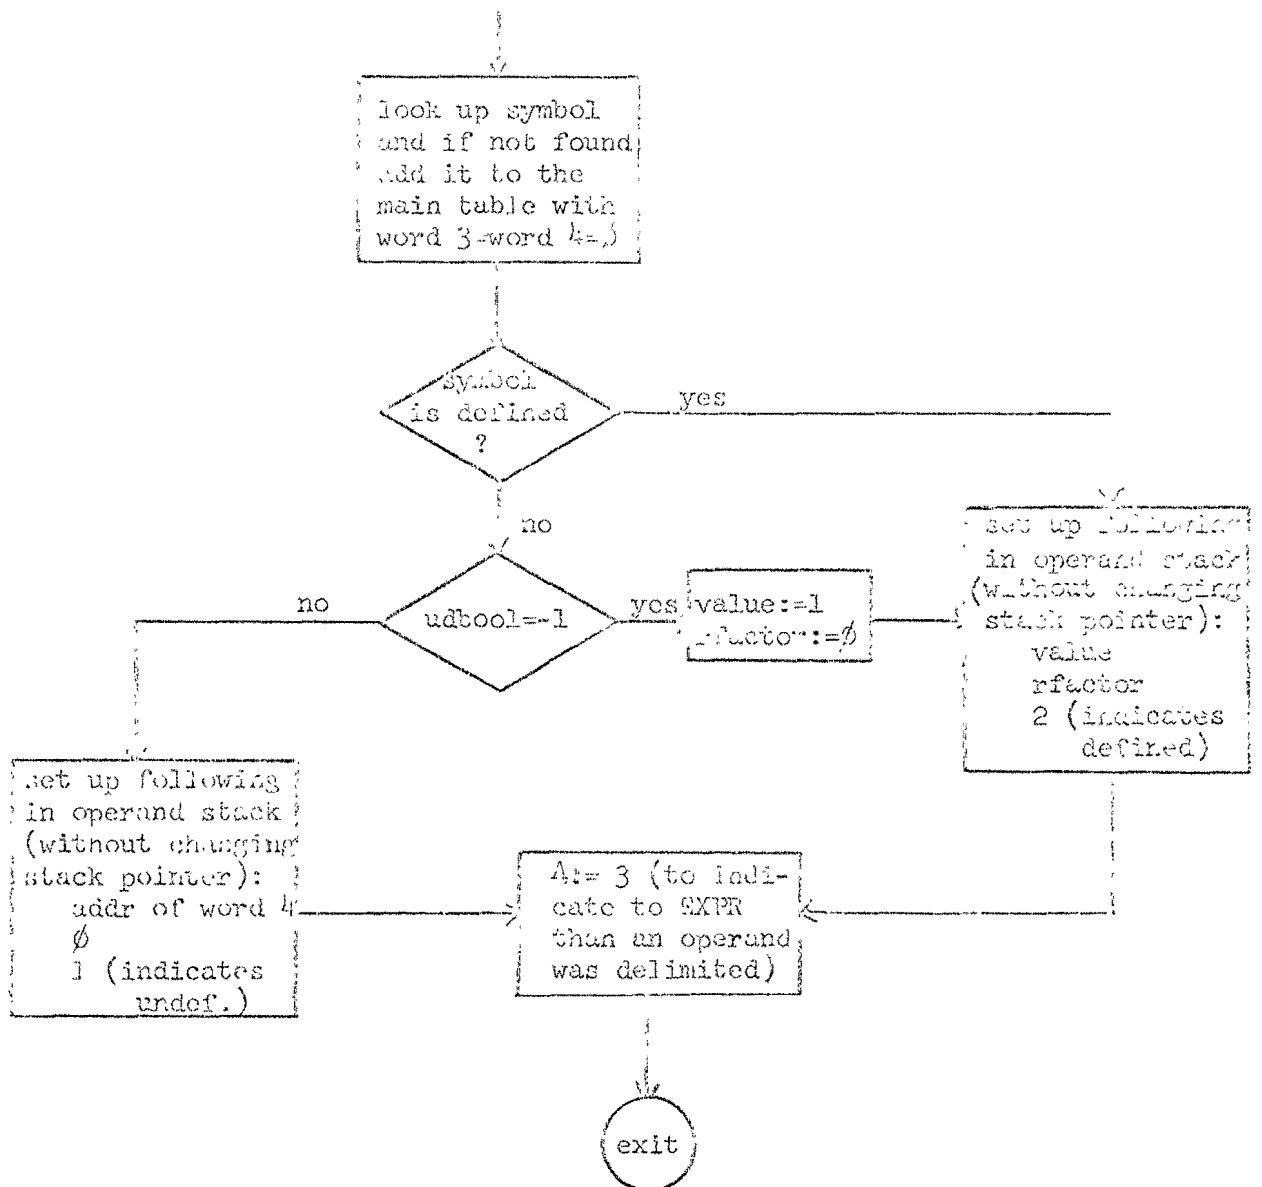 look up symbol
and if not found
add it to the
main table with
word 3-word 4=
symbol
is defined
?
yes
no
udbool=-1
no
yes
value:=1
rfactor:=∅
set up following
in operand stack
(without changing
stack pointer):
value
rfactor
2 (indicates
defined)
set up following
in operand stack
(without changing
stack pointer):
addr of word 4
∅
1 (indicates
undef.)
A:= 3 (to indi-
cate to EXPR
than an operand
was delimited)
exit